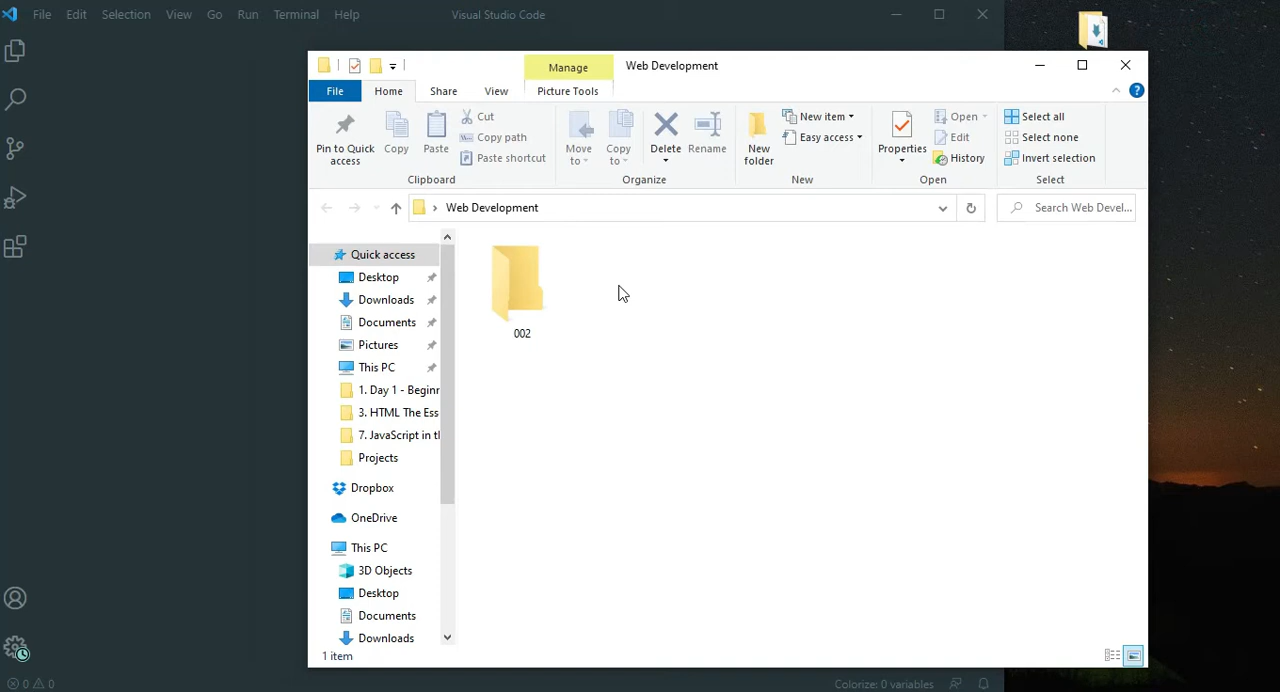 File Edit Selection View Go Run Terminal Help Visual Studio Code
Manage Web Development
File Home Share View Picture Tools
Pin to Quick access
Copy
Paste
Cut
Copy path
Paste shortcut
Clipboard
Move to
Copy to
Delete
Rename
Organize
New folder
New item
Easy access
New
Properties
Open
Edit
History
Open
Select all
Select none
Invert selection
Select
Web Development
Search Web Devel...
Quick access
Desktop
Downloads
Documents
Pictures
This PC
1. Day 1 - Beginn
3. HTML The Ess
7. JavaScript in th
Projects
Dropbox
OneDrive
This PC
3D Objects
Desktop
Documents
Downloads
002
1 item
0 0 Colorize: 0 variables